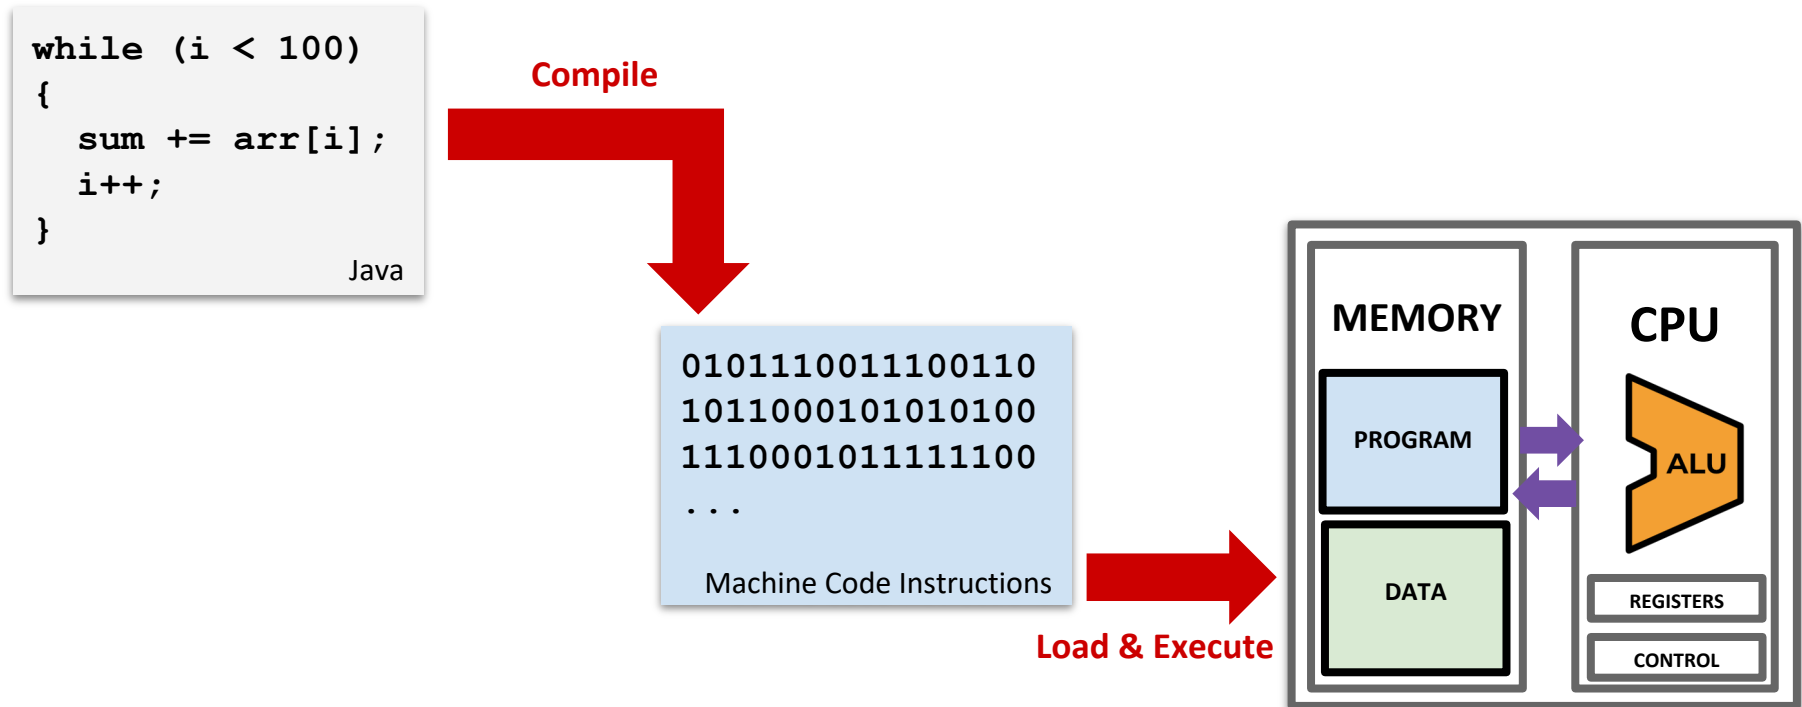 while (i < 100)
{
  sum += arr[i];
  i++;
}
Java
Compile
0101110011100110
1011000101010100
1110001011111100
...
Machine Code Instructions
Load & Execute
MEMORY
PROGRAM
DATA
CPU
ALU
REGISTERS
CONTROL